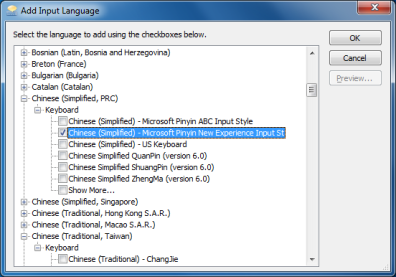 Add Input Language
Select the language to add using the checkboxes below.
OK
Cancel
Preview...
Bosnian (Latin, Bosnia and Herzegovina)
Breton (France)
Bulgarian (Bulgaria)
Catalan (Catalan)
Chinese (Simplified, PRC)
Keyboard
Chinese (Simplified) - Microsoft Pinyin ABC Input Style
Chinese (Simplified) - Microsoft Pinyin New Experience Input St
Chinese (Simplified) - US Keyboard
Chinese Simplified QuanPin (version 6.0)
Chinese Simplified ShuangPin (version 6.0)
Chinese Simplified ZhengMa (version 6.0)
Show More...
Chinese (Simplified, Singapore)
Chinese (Traditional, Hong Kong S.A.R.)
Chinese (Traditional, Macao S.A.R.)
Chinese (Traditional, Taiwan)
Keyboard
Chinese (Traditional) - ChangJie